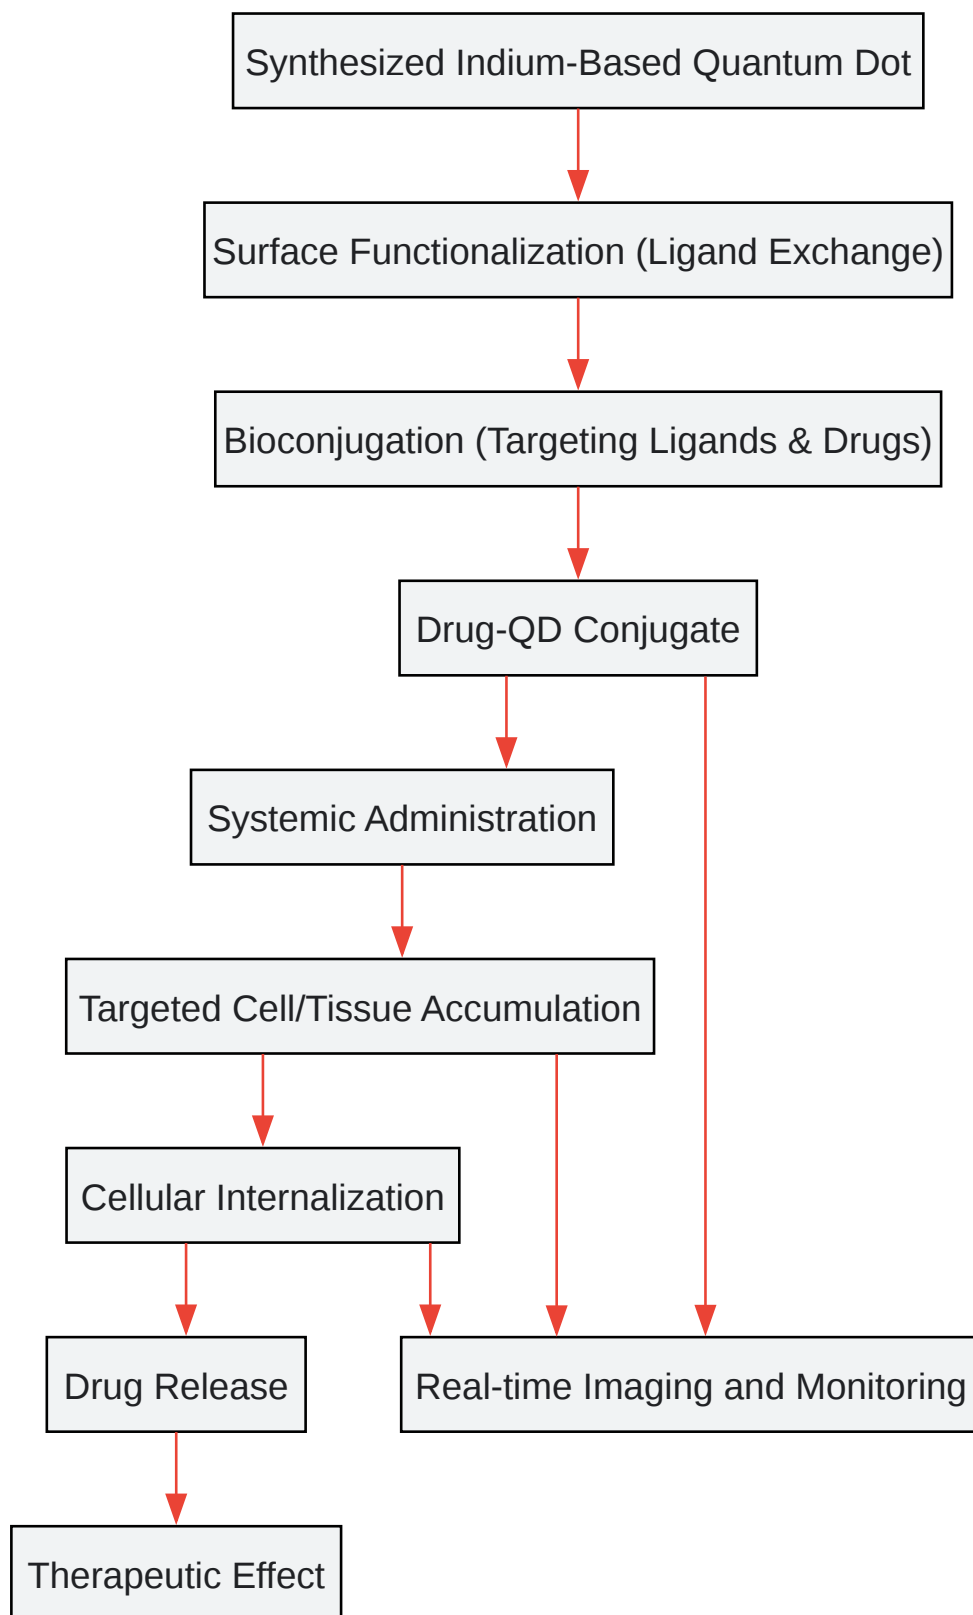 Synthesized Indium-Based Quantum Dot
Surface Functionalization (Ligand Exchange)
Bioconjugation (Targeting Ligands & Drugs)
Drug-QD Conjugate
Systemic Administration
Targeted Cell/Tissue Accumulation
Cellular Internalization
Drug Release
Real-time Imaging and Monitoring
Therapeutic Effect